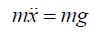 mẍ = mg